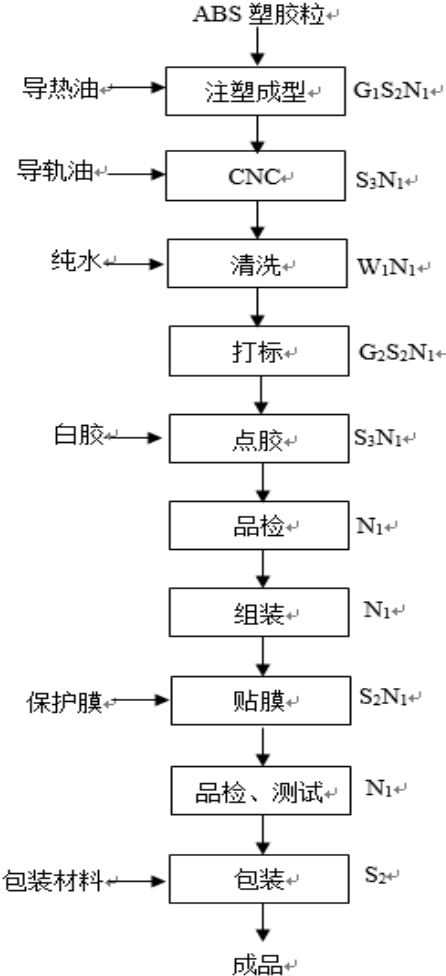 ABS 塑胶粒↵
导热油↵ 注塑成型↵ G₁S₂N₁↵
导轨油↵ CNC↵ S₃N₁↵
纯水↵ 清洗↵ W₁N₁↵
打标↵ G₂S₂N₁↵
白胶↵ 点胶↵ S₃N₁↵
品检↵ N₁↵
组装↵ N₁↵
保护膜↵ 贴膜↵ S₂N₁↵
品检、测试↵ N₁↵
包装材料↵ 包装↵ S₂↵
成品↵